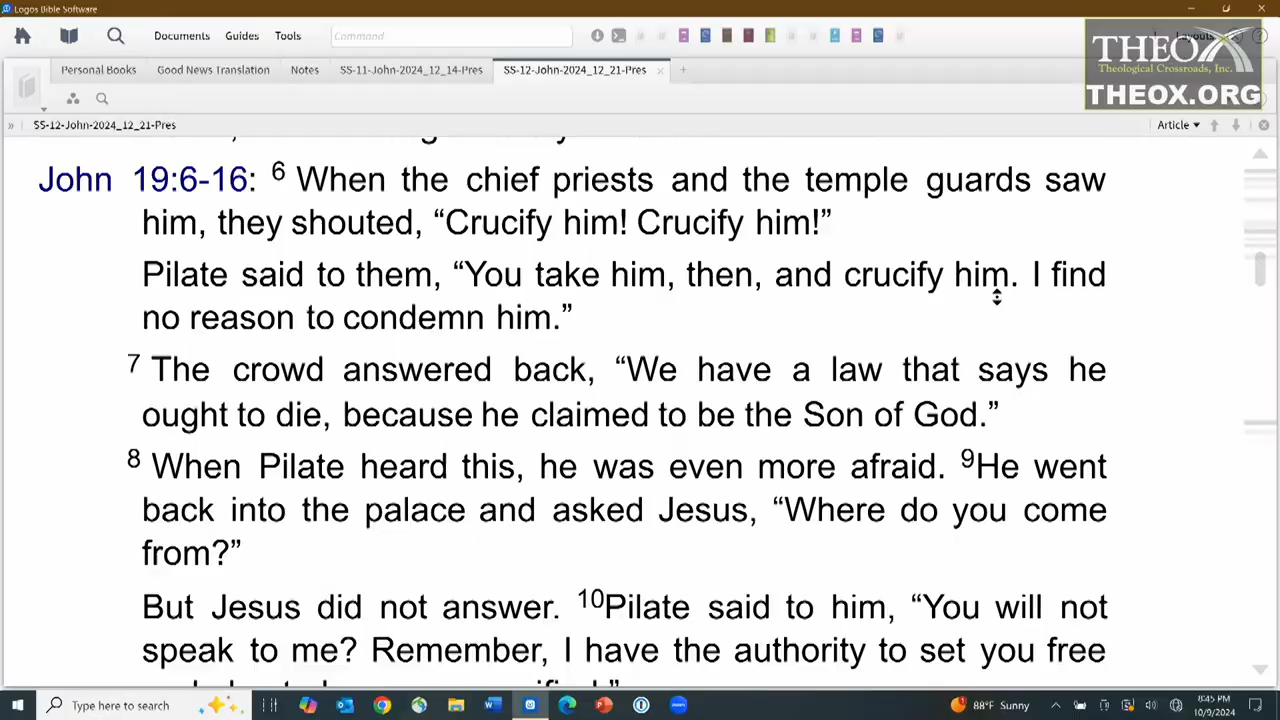 Logos Bible Software
Documents Guides Tools Command
THEOX
Theological Crossroads, Inc.
THEOX.ORG
Personal Books Good News Translation Notes SS-11-John-2024_12_14 SS-12-John-2024_12_21-Pres
SS-12-John-2024_12_21-Pres Article
John 19:6-16: 6 When the chief priests and the temple guards saw
him, they shouted, “Crucify him! Crucify him!”
Pilate said to them, “You take him, then, and crucify him. I find
no reason to condemn him.”
7 The crowd answered back, “We have a law that says he
ought to die, because he claimed to be the Son of God.”
8 When Pilate heard this, he was even more afraid. 9He went
back into the palace and asked Jesus, “Where do you come
from?”
But Jesus did not answer. 10Pilate said to him, “You will not
speak to me? Remember, I have the authority to set you free
Type here to search
88°F Sunny
8:45 PM
10/9/2024